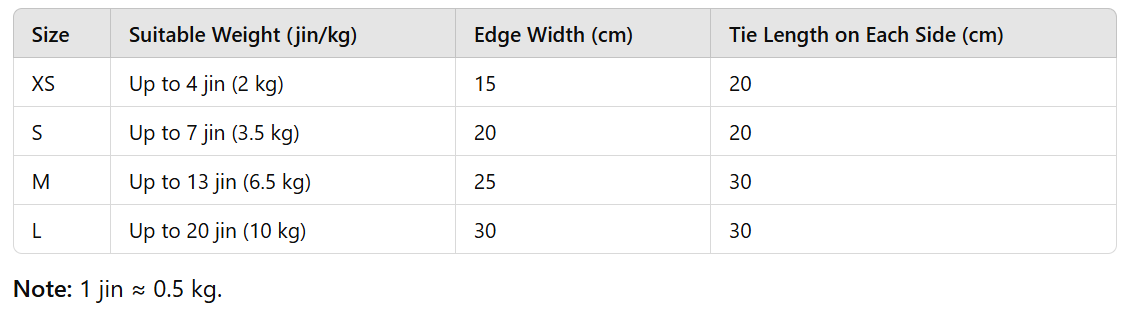 Size Suitable Weight (jin/kg) Edge Width (cm) Tie Length on Each Side (cm)
XS Up to 4 jin (2 kg) 15 20
S Up to 7 jin (3.5 kg) 20 20
M Up to 13 jin (6.5 kg) 25 30
L Up to 20 jin (10 kg) 30 30
Note: 1 jin ≈ 0.5 kg.